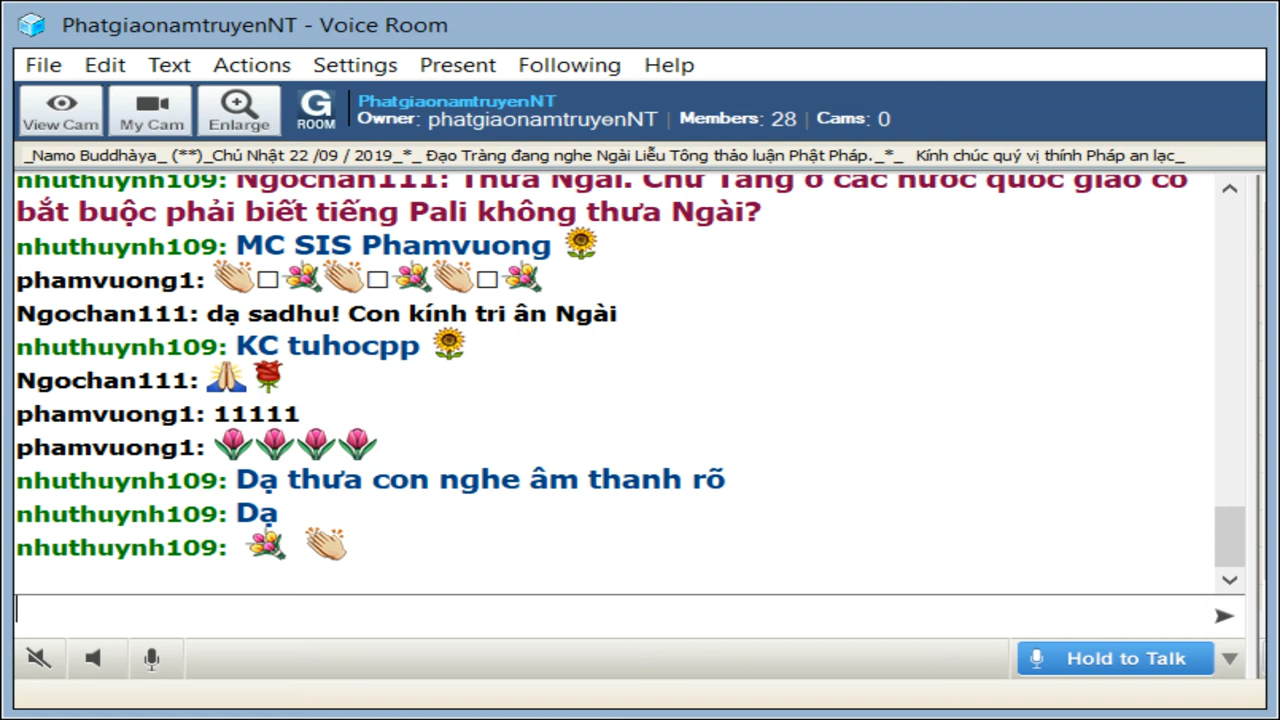 PhatgiaonamtruyenNT - Voice Room
File Edit Text Actions Settings Present Following Help
View Cam My Cam Enlarge G ROOM
PhatgiaonamtruyenNT
Owner: phatgiaonamtruyenNT | Members: 28 | Cams: 0
_Namo Buddhàya_ (**)_Chủ Nhật 22 /09 / 2019_*_ Đạo Tràng đang nghe Ngài Liễu Tông thảo luận Phật Pháp._*_ Kính chúc quý vị thính Pháp an lạc_
nhuthuynh109: Ngochan111: Thưa Ngài. Chư Tăng ở các nước quốc giáo có
bắt buộc phải biết tiếng Pali không thưa Ngài?
nhuthuynh109: MC SIS Phamvuong 🌻
phamvuong1: 👏□💐👏□💐👏□💐
Ngochan111: dạ sadhu! Con kính tri ân Ngài
nhuthuynh109: KC tuhocpp 🌻
Ngochan111: 🙏🌹
phamvuong1: 11111
phamvuong1: 🌷🌷🌷🌷
nhuthuynh109: Dạ thưa con nghe âm thanh rõ
nhuthuynh109: Dạ
nhuthuynh109: 💐 👏
Hold to Talk